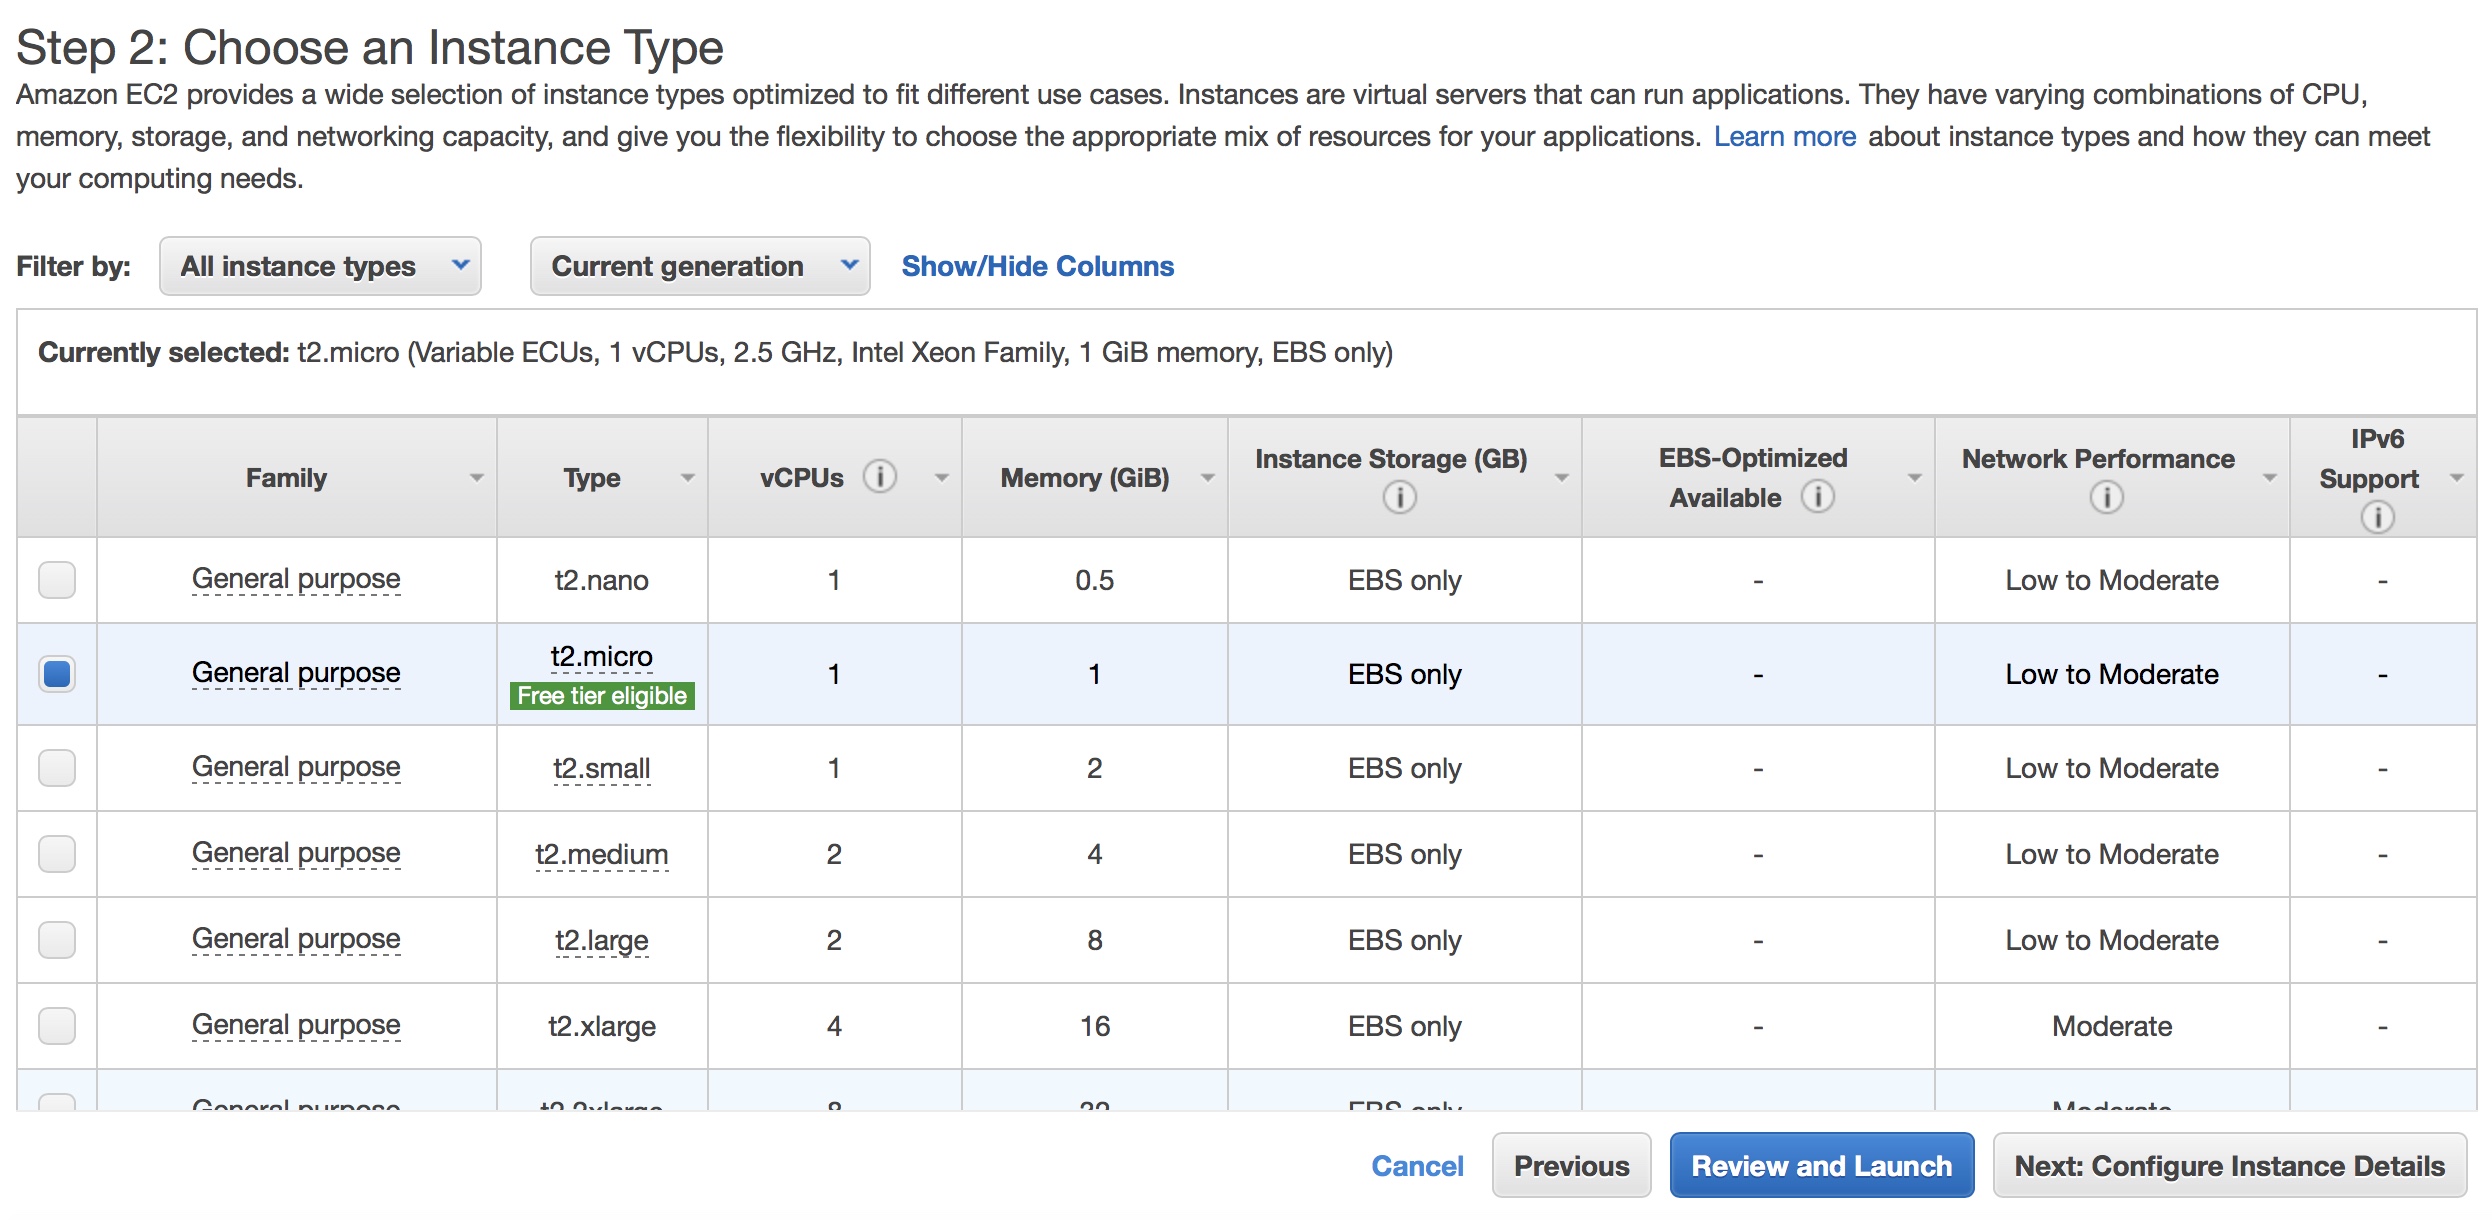 Step 2: Choose an Instance Type
Amazon EC2 provides a wide selection of instance types optimized to fit different use cases. Instances are virtual servers that can run applications. They have varying combinations of CPU,
memory, storage, and networking capacity, and give you the flexibility to choose the appropriate mix of resources for your applications. Learn more about instance types and how they can meet
your computing needs.
Filter by: All instance types Current generation Show/Hide Columns
Currently selected: t2.micro (Variable ECUs, 1 vCPUs, 2.5 GHz, Intel Xeon Family, 1 GiB memory, EBS only)
Family Type vCPUs Memory (GiB) Instance Storage (GB) EBS-Optimized Available Network Performance IPv6 Support
General purpose t2.nano 1 0.5 EBS only - Low to Moderate -
General purpose t2.micro 1 1 EBS only - Low to Moderate -
Free tier eligible
General purpose t2.small 1 2 EBS only - Low to Moderate -
General purpose t2.medium 2 4 EBS only - Low to Moderate -
General purpose t2.large 2 8 EBS only - Low to Moderate -
General purpose t2.xlarge 4 16 EBS only - Moderate -
General purpose t2.2xlarge 8 32 EBS only Moderate
Cancel Previous Review and Launch Next: Configure Instance Details